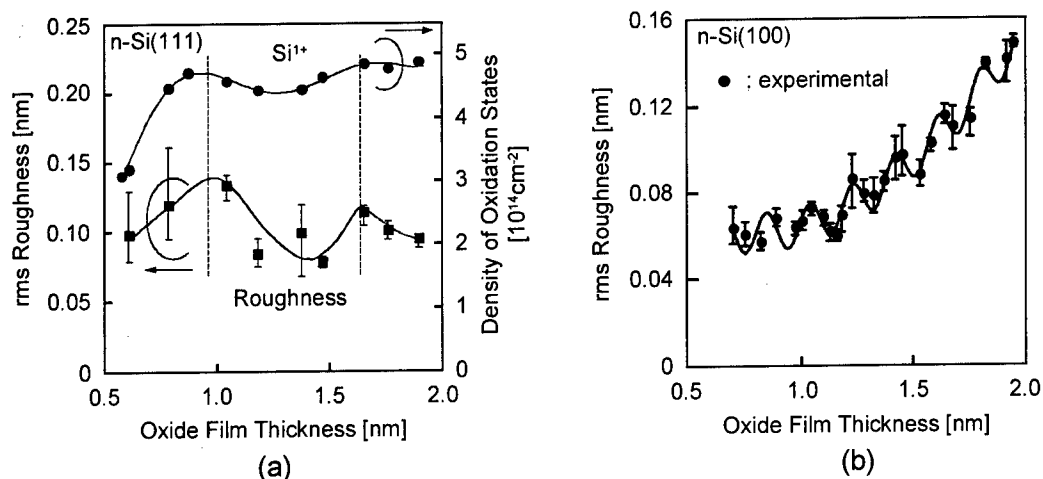 n-Si(111)
Si¹⁺
0.25
0.20
0.15
0.10
0.05
0
rms Roughness [nm]
5
4
3
2
1
0
Density of Oxidation States
[10¹⁴cm⁻²]
Roughness
0.5
1.0
1.5
2.0
Oxide Film Thickness [nm]
(a)
n-Si(100)
● : experimental
0.16
0.12
0.08
0.04
0
rms Roughness [nm]
0.5
1.0
1.5
2.0
Oxide Film Thickness [nm]
(b)